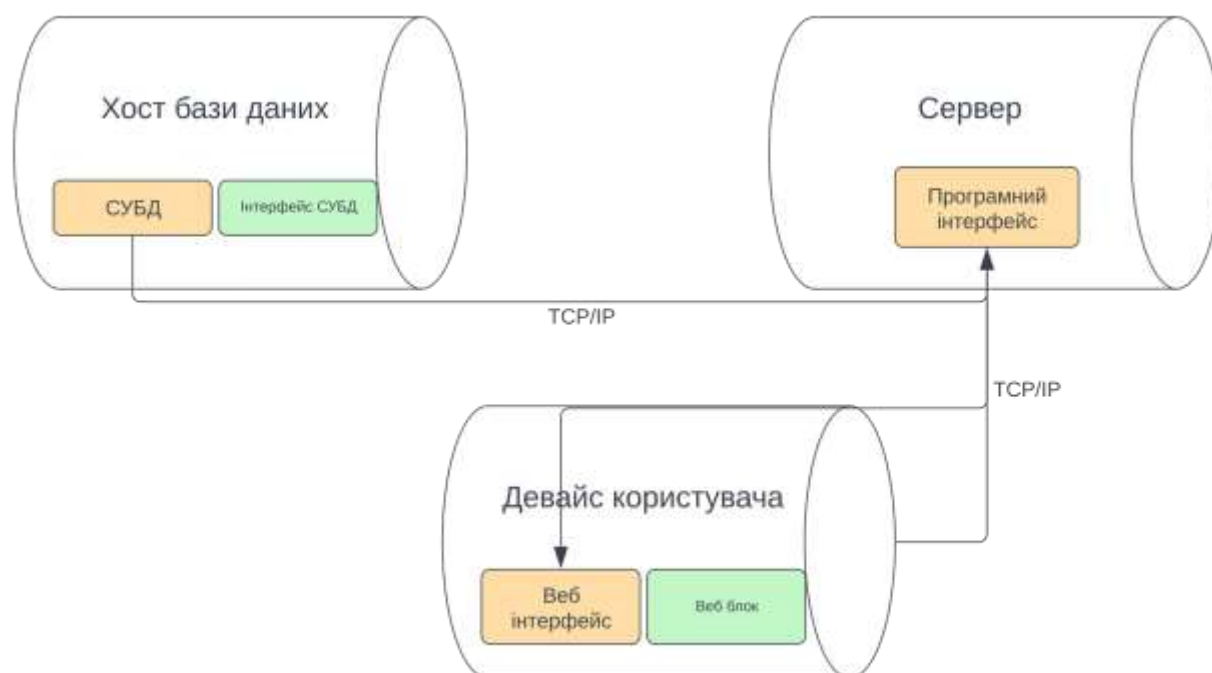 Хост бази даних
СУБД
Інтерфейс СУБД
Сервер
Програмний
інтерфейс
TCP/IP
TCP/IP
Девайс користувача
Веб
інтерфейс
Веб блок